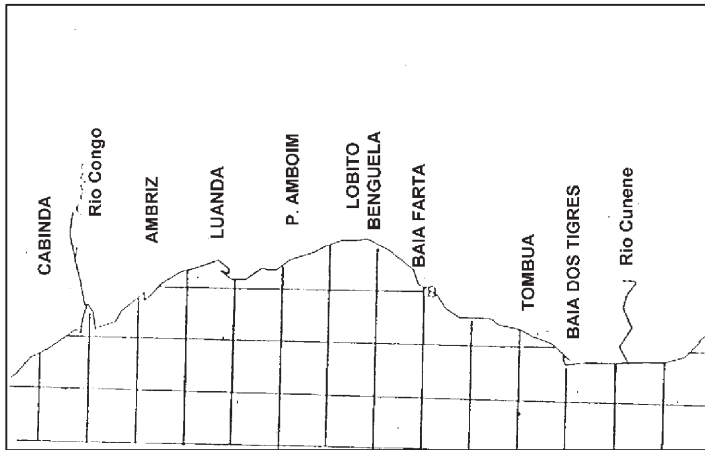 CABINDA
Rio Congo
AMBRIZ
LUANDA
P. AMBOIM
LOBITO
BENGUELA
BAIA FARTA
TOMBUA
BAIA DOS TIGRES
Rio Cunene